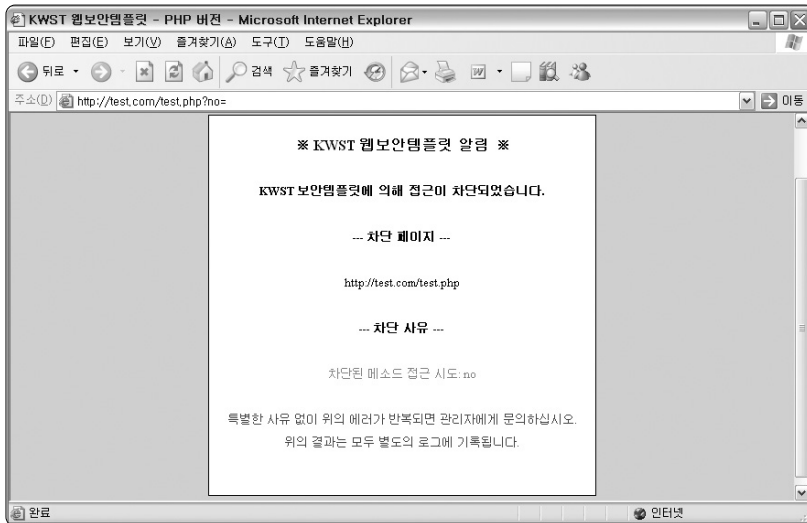 KWST 웹보안템플릿 - PHP 버전 - Microsoft Internet Explorer
파일(F) 편집(E) 보기(V) 즐겨찾기(A) 도구(T) 도움말(H)
뒤로 검색 즐겨찾기
주소(D) http://test.com/test.php?no= 이동
※ KWST 웹보안템플릿 알림 ※
KWST 보안템플릿에 의해 접근이 차단되었습니다.
--- 차단 페이지 ---
http://test.com/test.php
--- 차단 사유 ---
차단된 메소드 접근 시도: no
특별한 사유 없이 위의 에러가 반복되면 관리자에게 문의하십시오.
위의 결과는 모두 별도의 로그에 기록됩니다.
완료 인터넷